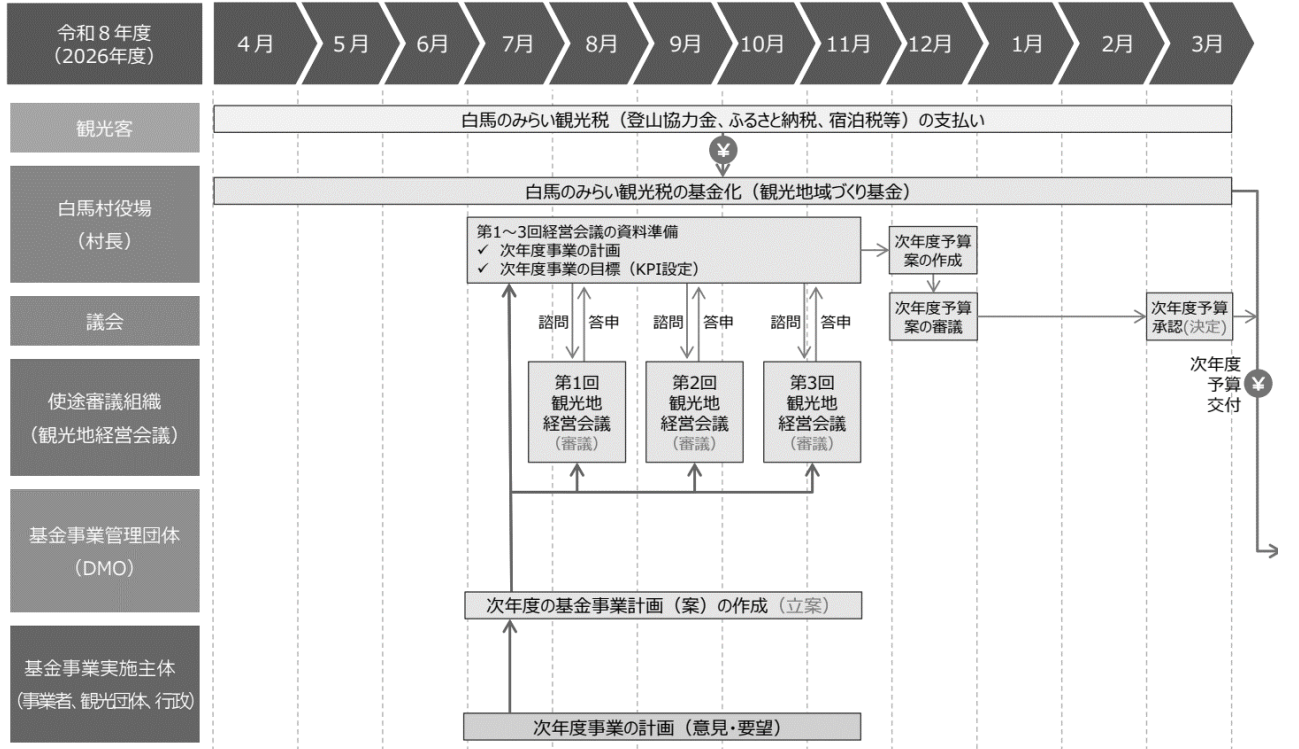 令和８年度
（2026年度）
4月
5月
6月
7月
8月
9月
10月
11月
12月
1月
2月
3月
観光客
白馬のみらい観光税（登山協力金、ふるさと納税、宿泊税等）の支払い
¥
白馬村役場
（村長）
白馬のみらい観光税の基金化（観光地域づくり基金）
第1～3回経営会議の資料準備
✓ 次年度事業の計画
✓ 次年度事業の目標（KPI設定）
次年度予算
案の作成
議会
諮問
答申
諮問
答申
諮問
答申
次年度予算
案の審議
次年度予算
承認(決定)
次年度
予算
交付
¥
使途審議組織
（観光地経営会議）
第1回
観光地
経営会議
（審議）
第2回
観光地
経営会議
（審議）
第3回
観光地
経営会議
（審議）
基金事業管理団体
（DMO）
次年度の基金事業計画（案）の作成（立案）
基金事業実施主体
（事業者、観光団体、行政）
次年度事業の計画（意見・要望）